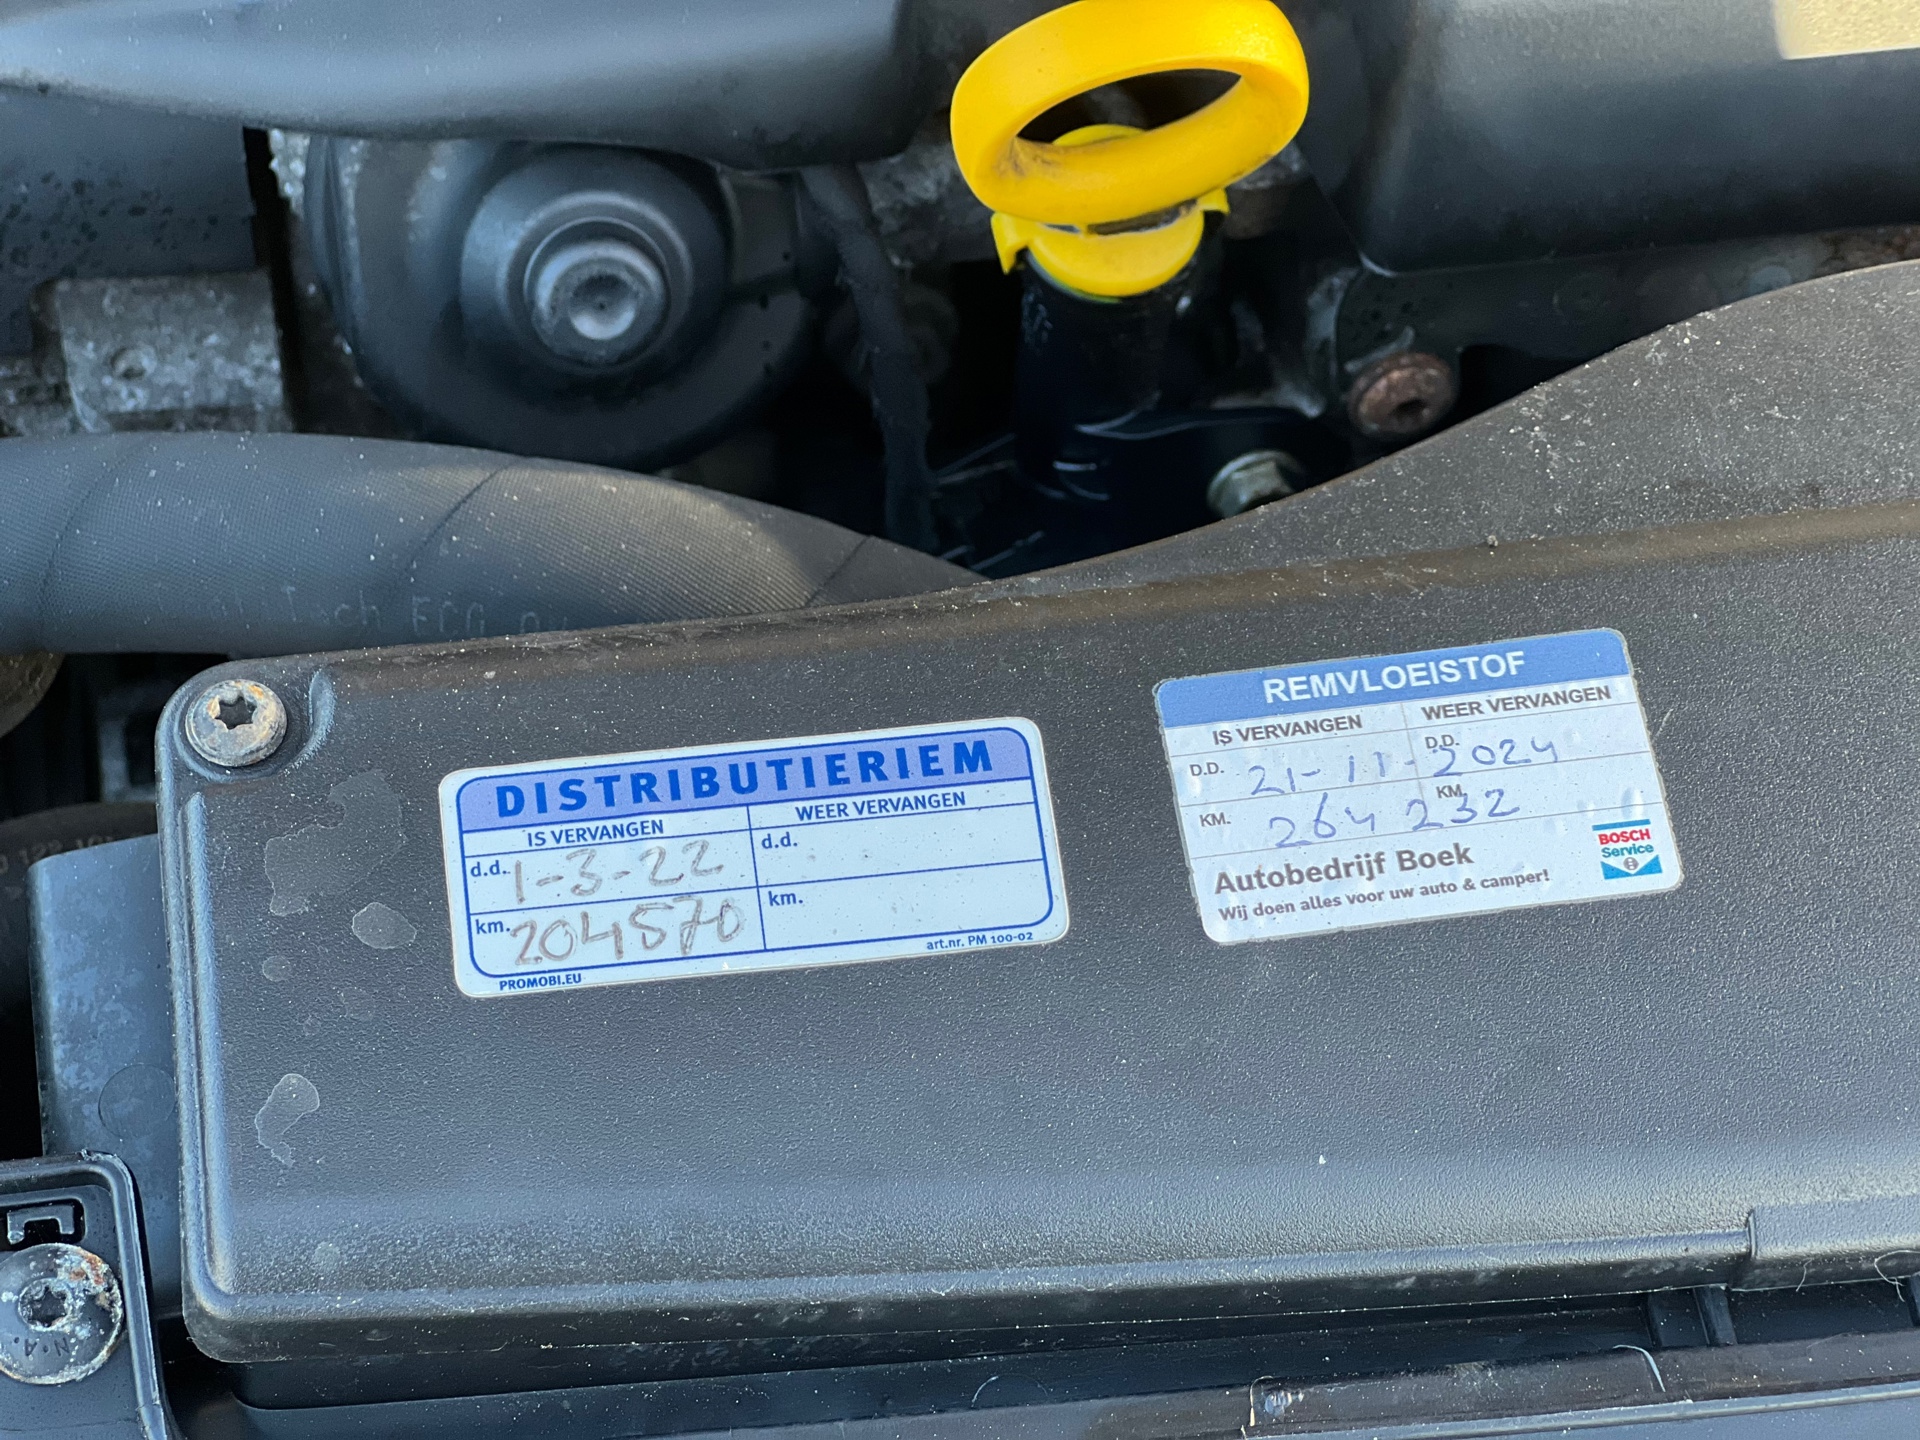 DISTRIBUTIERIEM
IS VERVANGEN WEER VERVANGEN
d.d. 1-3-22 d.d.
km. 204570 km.
PROMOBI.EU art.nr. PM 100-02
REMVLOEISTOF
IS VERVANGEN WEER VERVANGEN
D.D. 21-11-2024 D.D.
KM. 264232 KM.
Autobedrijf Boek
Wij doen alles voor uw auto & camper!
BOSCH
Service
N.A.